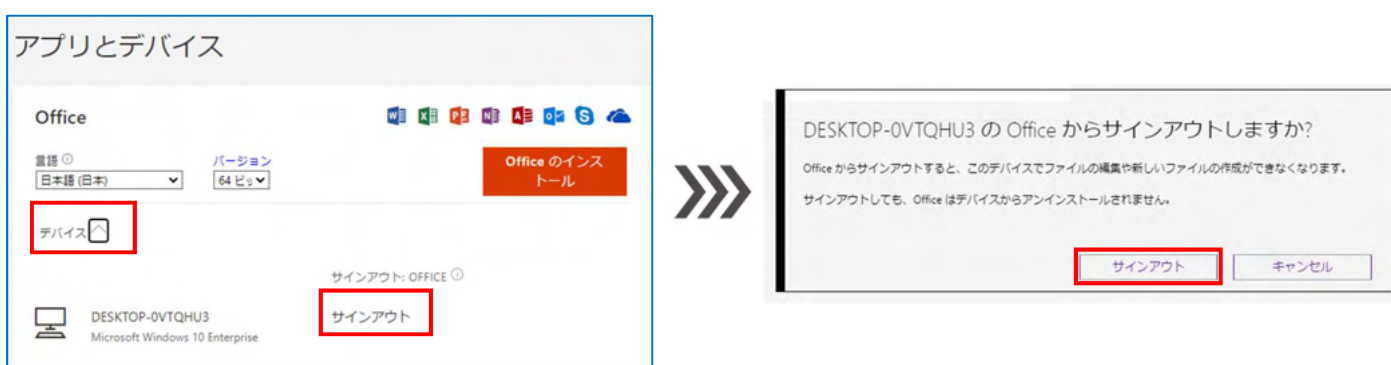 アプリとデバイス
Office
言語
バージョン
日本語 (日本)
64 ビッ
Office のインス
トール
デバイス
サインアウト: OFFICE
DESKTOP-0VTQHU3
サインアウト
Microsoft Windows 10 Enterprise
DESKTOP-0VTQHU3 の Office からサインアウトしますか?
Office からサインアウトすると、このデバイスでファイルの編集や新しいファイルの作成ができなくなります。
サインアウトしても、Office はデバイスからアンインストールされません。
サインアウト
キャンセル